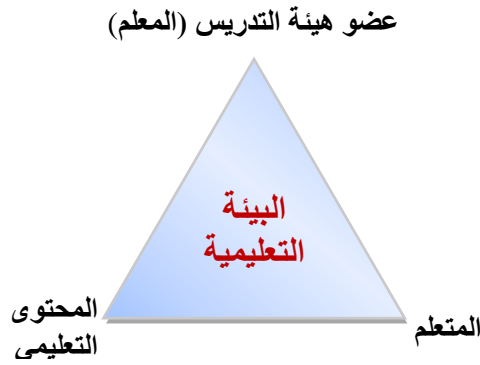 عضو هيئة التدريس (المعلم)
البيئة
التعليمية
المتعلم
المحتوى
التعليمى